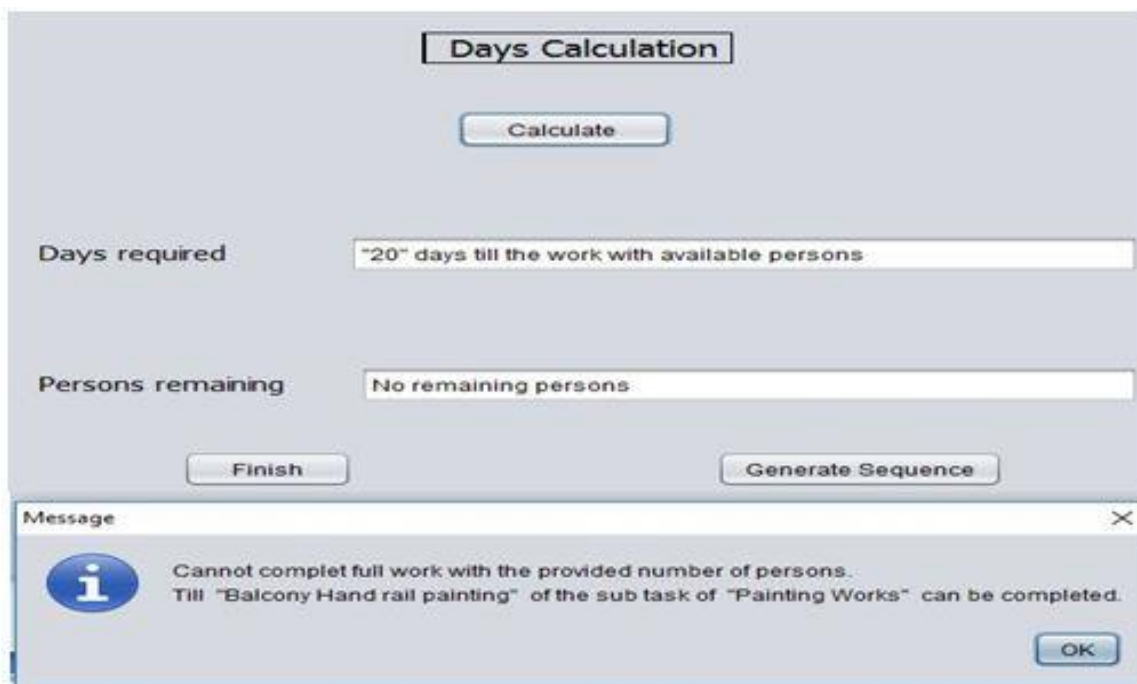 Days Calculation
Calculate
Days required
"20" days till the work with available persons
Persons remaining
No remaining persons
Finish
Generate Sequence
Message
Cannot complet full work with the provided number of persons.
Till "Balcony Hand rail painting" of the sub task of "Painting Works" can be completed.
OK